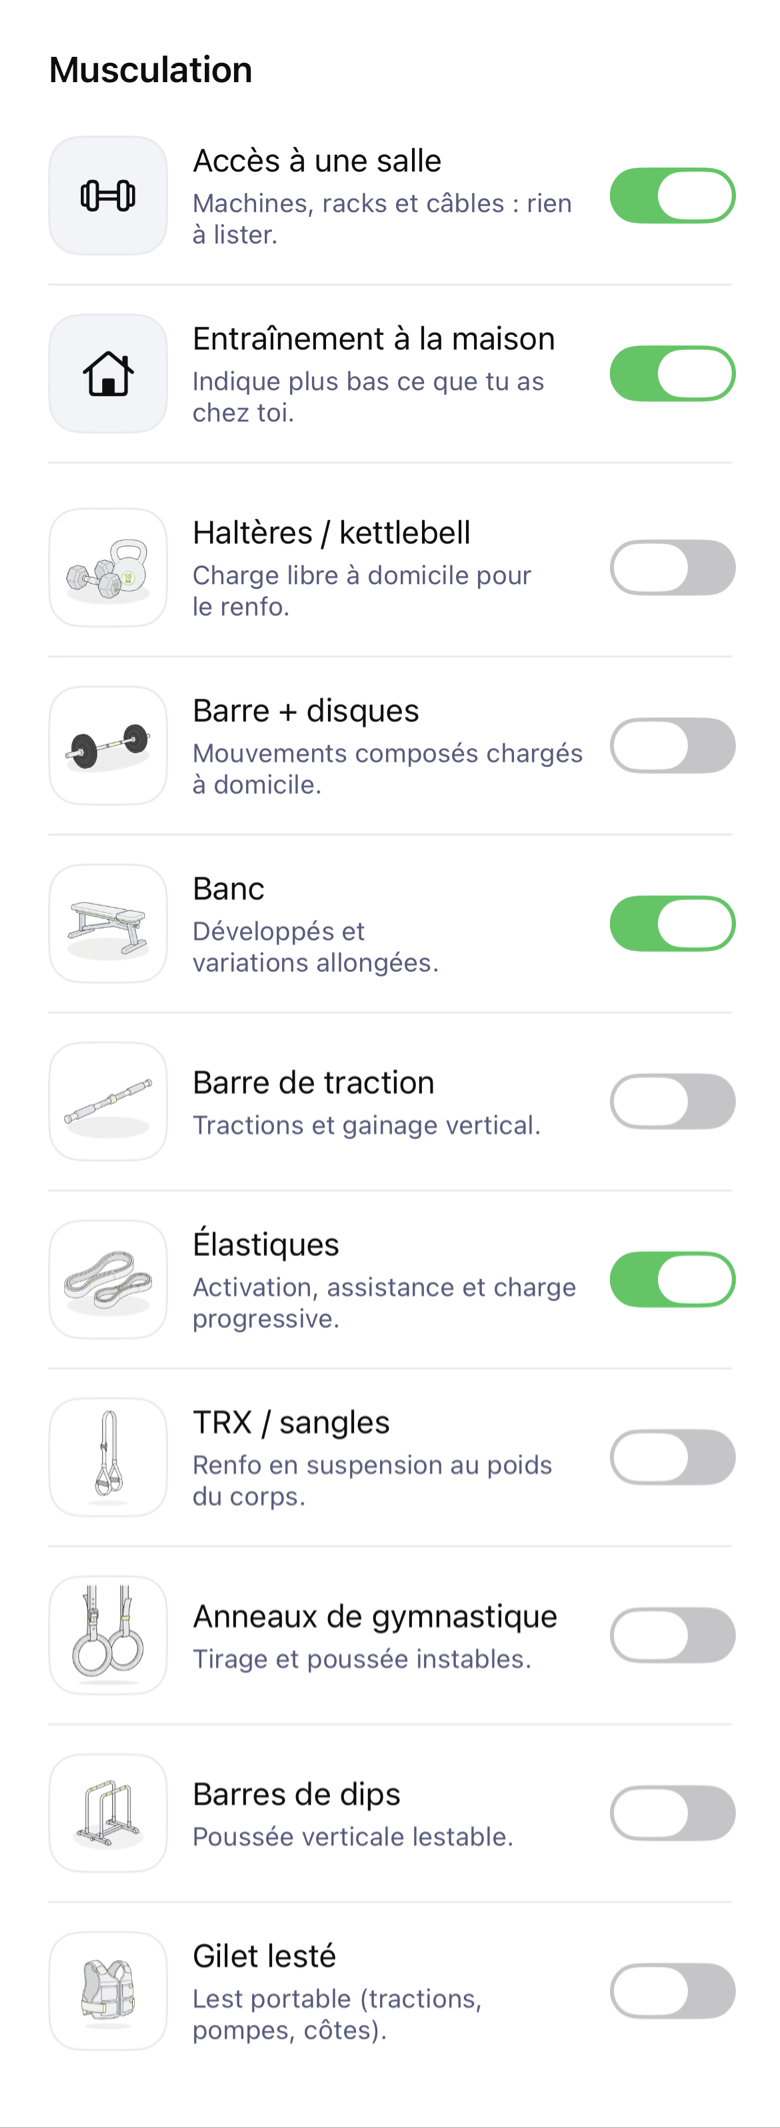 Musculation
Accès à une salle
Machines, racks et câbles : rien
à lister.
Entraînement à la maison
Indique plus bas ce que tu as
chez toi.
Haltères / kettlebell
Charge libre à domicile pour
le renfo.
Barre + disques
Mouvements composés chargés
à domicile.
Banc
Développés et
variations allongées.
Barre de traction
Tractions et gainage vertical.
Élastiques
Activation, assistance et charge
progressive.
TRX / sangles
Renfo en suspension au poids
du corps.
Anneaux de gymnastique
Tirage et poussée instables.
Barres de dips
Poussée verticale lestable.
Gilet lesté
Lest portable (tractions,
pompes, côtes).